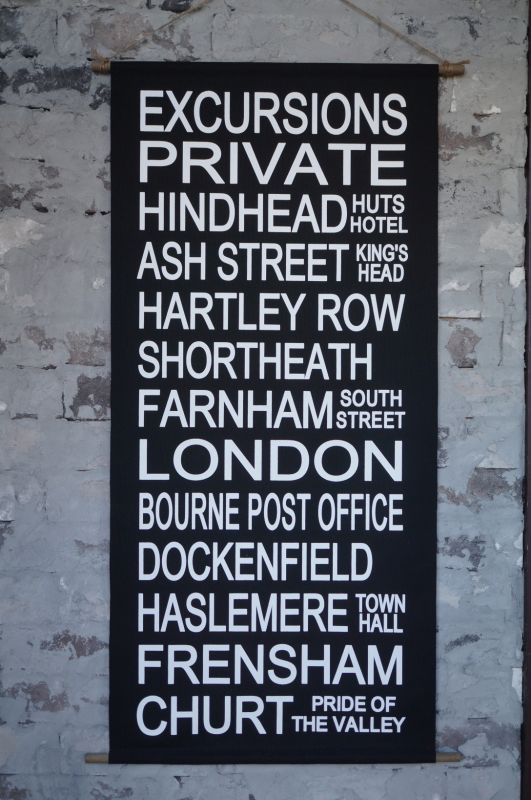 EXCURSIONS
PRIVATE
HINDHEAD HUTS HOTEL
ASH STREET KING'S HEAD
HARTLEY ROW
SHORTHEATH
FARNHAM SOUTH STREET
LONDON
BOURNE POST OFFICE
DOCKENFIELD
HASLEMERE TOWN HALL
FRENSHAM
CHURT PRIDE OF THE VALLEY